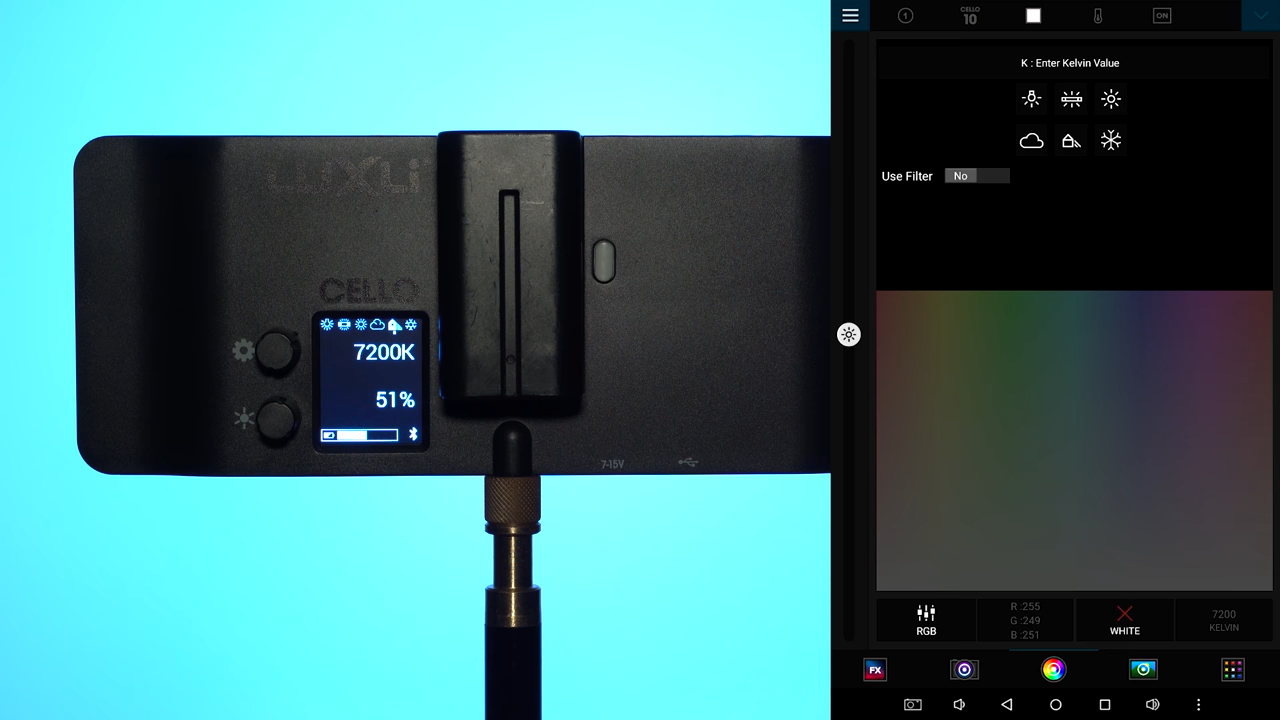 LUXLI
CELLO
7200K
51%
7-15V
1
CELLO
10
ON
K : Enter Kelvin Value
Use Filter
No
RGB
R :255
G :249
B :251
WHITE
7200
KELVIN
FX